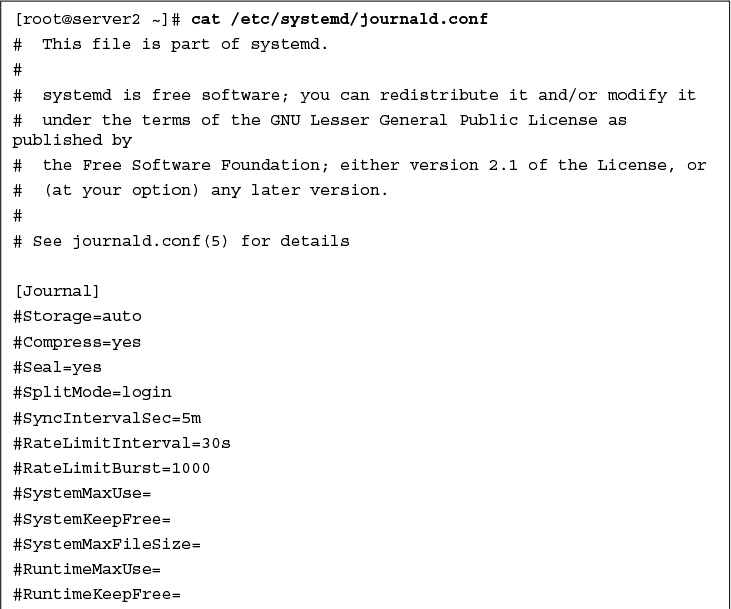 [root@server2 ~]# cat /etc/systemd/journald.conf
#  This file is part of systemd.
#
#  systemd is free software; you can redistribute it and/or modify it
#  under the terms of the GNU Lesser General Public License as
published by
#  the Free Software Foundation; either version 2.1 of the License, or
#  (at your option) any later version.
#
# See journald.conf(5) for details

[Journal]
#Storage=auto
#Compress=yes
#Seal=yes
#SplitMode=login
#SyncIntervalSec=5m
#RateLimitInterval=30s
#RateLimitBurst=1000
#SystemMaxUse=
#SystemKeepFree=
#SystemMaxFileSize=
#RuntimeMaxUse=
#RuntimeKeepFree=